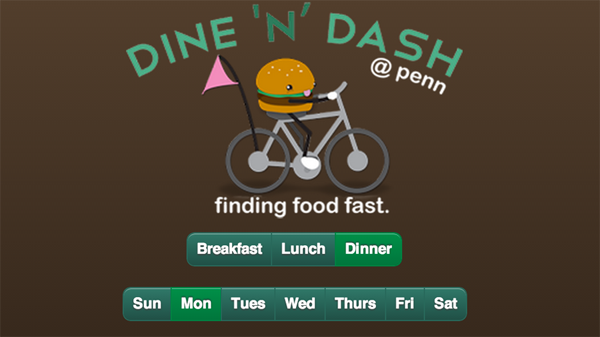 DINE 'N' DASH
@ penn
finding food fast.
Breakfast Lunch Dinner
Sun Mon Tues Wed Thurs Fri Sat